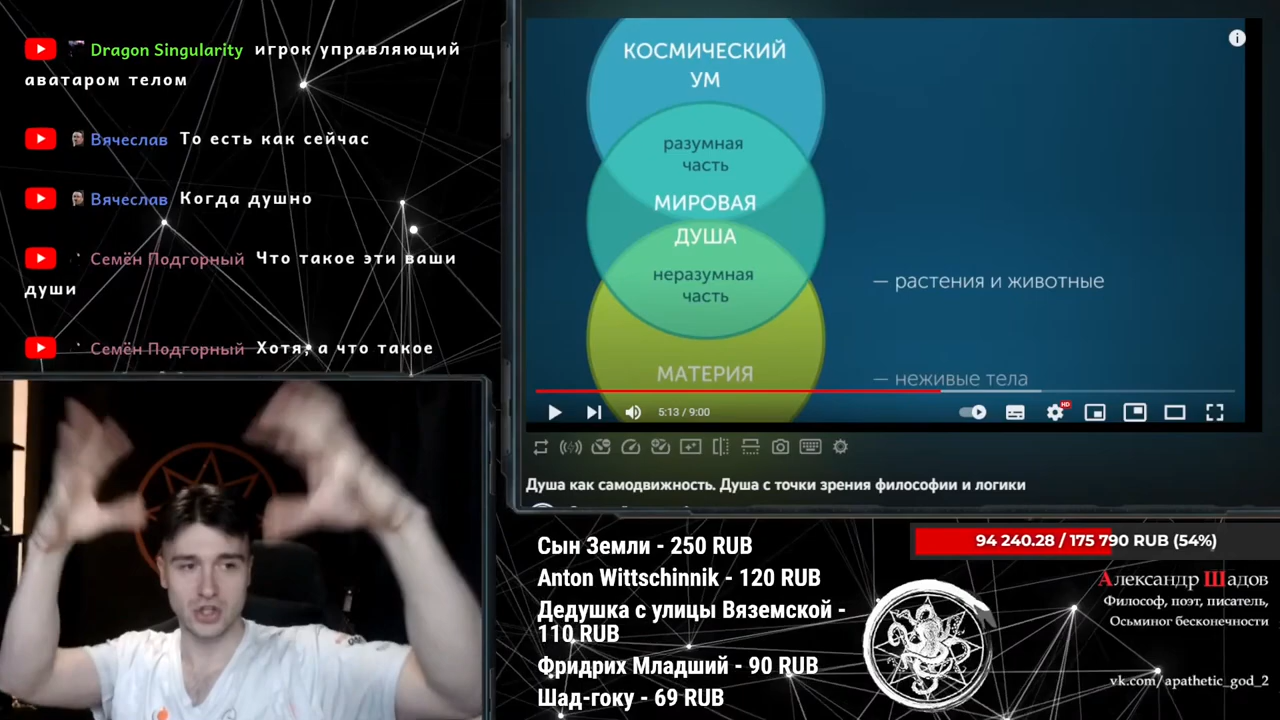 Dragon Singularity игрок управляющий
аватаром телом
Вячеслав То есть как сейчас
Вячеслав Когда душно
Семён Подгорный Что такое эти ваши
души
Семён Подгорный Хотя, а что такое
КОСМИЧЕСКИЙ
УМ
разумная
часть
МИРОВАЯ
ДУША
неразумная
часть
— растения и животные
МАТЕРИЯ
— неживые тела
5:13 / 9:00
HD
Душа как самодвижность. Душа с точки зрения философии и логики
Сын Земли - 250 RUB
Anton Wittschinnik - 120 RUB
Дедушка с улицы Вяземской -
110 RUB
Фридрих Младший - 90 RUB
Шад-гоку - 69 RUB
94 240.28 / 175 790 RUB (54%)
Александр Шадов
Философ, поэт, писатель,
Осьминог бесконечности
vk.com/apathetic_god_2